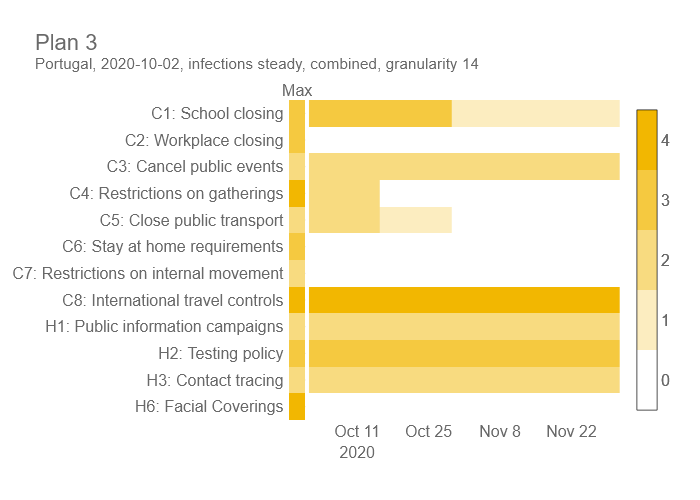 Plan 3
Portugal, 2020-10-02, infections steady, combined, granularity 14
Max
C1: School closing
C2: Workplace closing
C3: Cancel public events
C4: Restrictions on gatherings
C5: Close public transport
C6: Stay at home requirements
C7: Restrictions on internal movement
C8: International travel controls
H1: Public information campaigns
H2: Testing policy
H3: Contact tracing
H6: Facial Coverings
4
3
2
1
0
Oct 11 Oct 25 Nov 8 Nov 22
2020